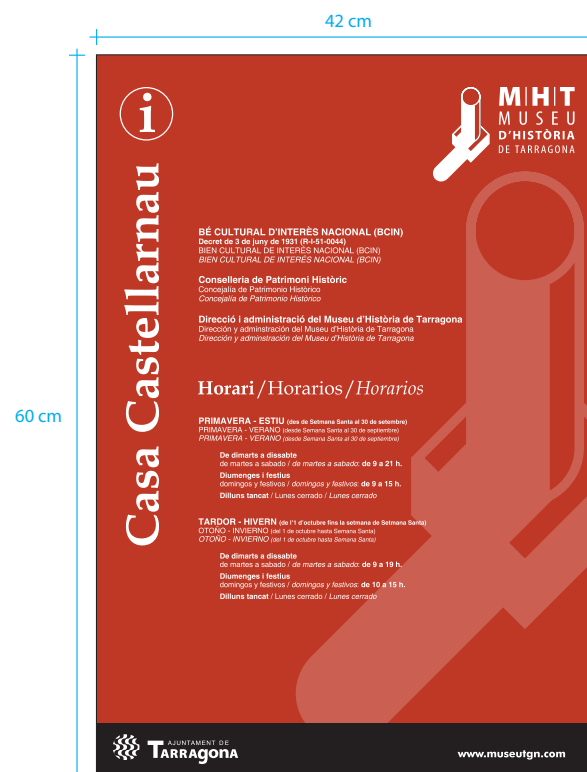 42 cm
60 cm
i
Casa Castellarnau
M|H|T
MUSEU
D'HISTÒRIA
DE TARRAGONA
BÉ CULTURAL D'INTERÈS NACIONAL (BCIN)
Decret de 3 de juny de 1931 (R-I-51-0044)
BIEN CULTURAL DE INTERÉS NACIONAL (BCIN)
BIEN CULTURAL DE INTERÉS NACIONAL (BCIN)
Conselleria de Patrimoni Històric
Concejalía de Patrimonio Histórico
Concejalía de Patrimonio Histórico
Direcció i administració del Museu d'Història de Tarragona
Dirección y adminstración del Museu d'Història de Tarragona
Dirección y adminstración del Museu d'Història de Tarragona
Horari / Horarios / Horarios
PRIMAVERA - ESTIU (des de Setmana Santa al 30 de setembre)
PRIMAVERA - VERANO (desde Semana Santa al 30 de septiembre)
PRIMAVERA - VERANO (desde Semana Santa al 30 de septiembre)
De dimarts a dissabte
de martes a sabado / de martes a sabado: de 9 a 21 h.
Diumenges i festius
domingos y festivos / domingos y festivos: de 9 a 15 h.
Dilluns tancat / Lunes cerrado / Lunes cerrado
TARDOR - HIVERN (de l'1 d'octubre fins la setmana de Setmana Santa)
OTOÑO - INVIERNO (del 1 de octubre hasta Semana Santa)
OTOÑO - INVIERNO (del 1 de octubre hasta Semana Santa)
De dimarts a dissabte
de martes a sabado / de martes a sabado: de 9 a 19 h.
Diumenges i festius
domingos y festivos / domingos y festivos: de 10 a 15 h.
Dilluns tancat / Lunes cerrado / Lunes cerrado
AJUNTAMENT DE
TARRAgONA
www.museutgn.com